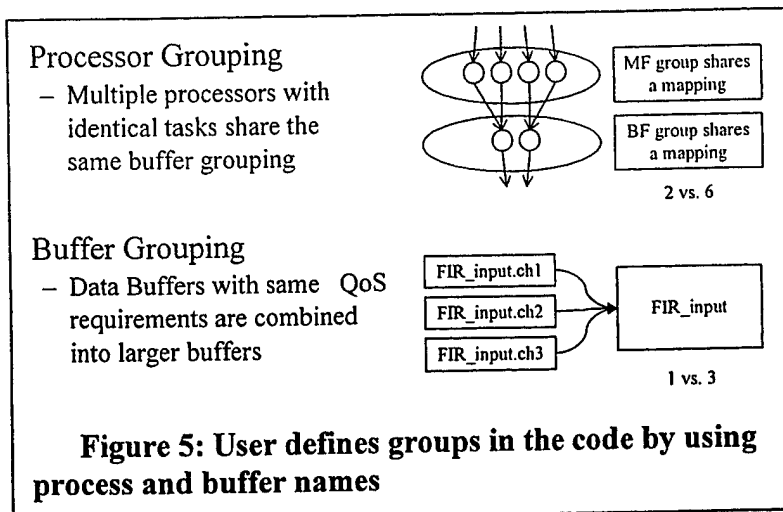 Processor Grouping
– Multiple processors with
identical tasks share the
same buffer grouping
MF group shares
a mapping
BF group shares
a mapping
2 vs. 6
Buffer Grouping
– Data Buffers with same QoS
requirements are combined
into larger buffers
FIR_input.ch1
FIR_input.ch2
FIR_input.ch3
FIR_input
1 vs. 3
Figure 5: User defines groups in the code by using
process and buffer names